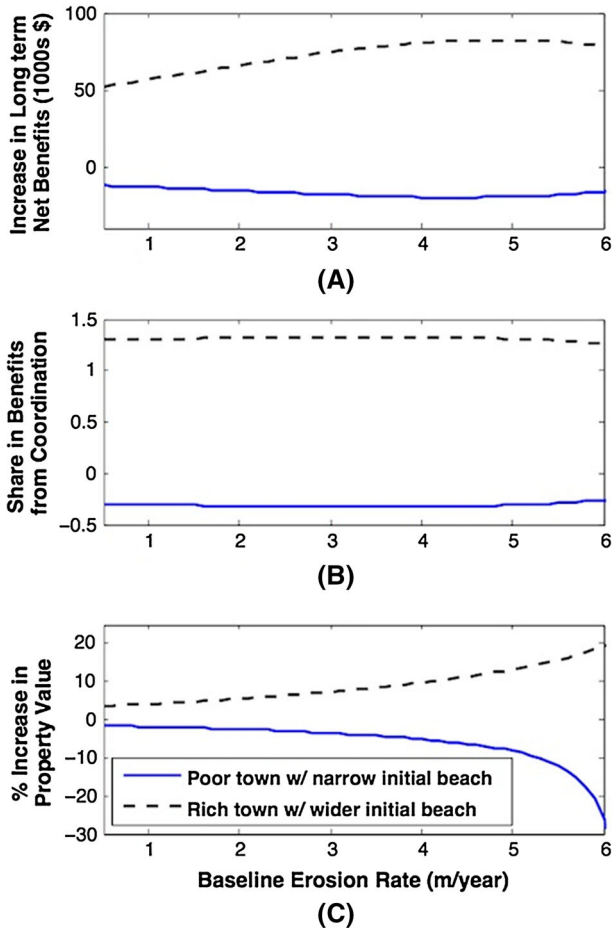 Increase in Long term
Net Benefits (1000s $)
100
50
0
1 2 3 4 5 6
(A)
Share in Benefits
from Coordination
1.5
1
0.5
0
−0.5
1 2 3 4 5 6
(B)
% Increase in
Property Value
20
10
0
−10
−20
−30
Poor town w/ narrow initial beach
Rich town w/ wider initial beach
1 2 3 4 5 6
Baseline Erosion Rate (m/year)
(C)